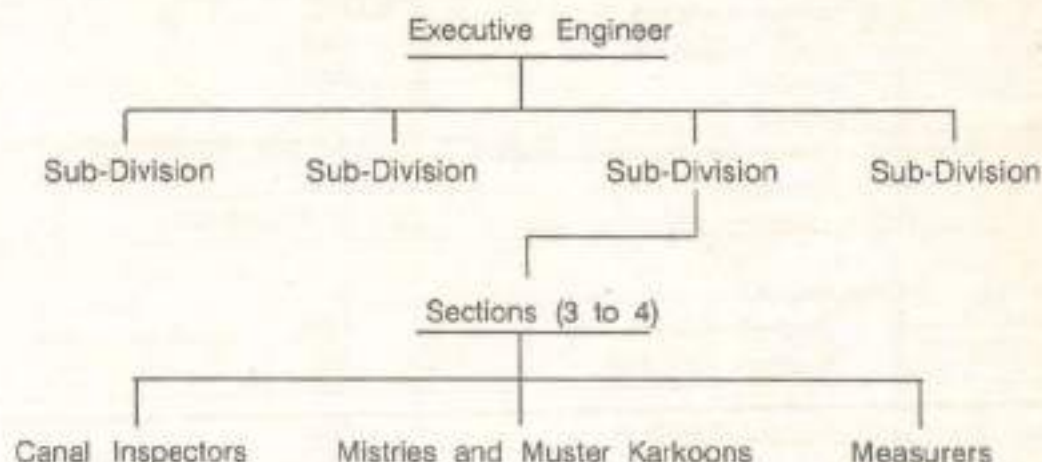 Executive Engineer
Sub-Division Sub-Division Sub-Division Sub-Division
Sections (3 to 4)
Canal Inspectors Mistries and Muster Karkoons Measurers